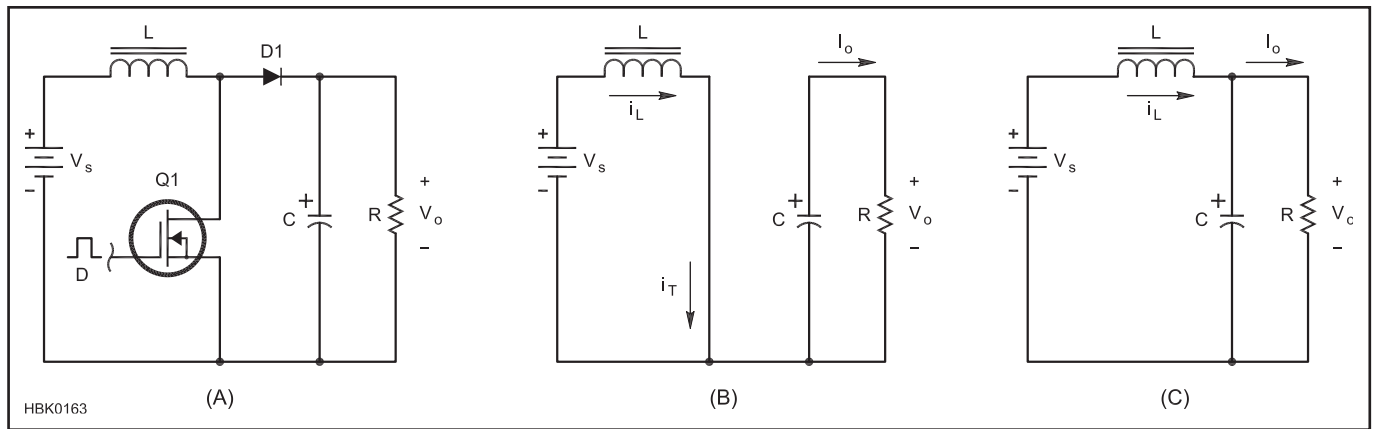 L
D1
+
V s
−
Q1
D
+
C
R
+
V o
−
(A)
HBK0163
L
i L
I o
+
V s
−
i T
+
C
R
+
V o
−
(B)
L
i L
I o
+
V s
−
+
C
R
+
V o
−
(C)